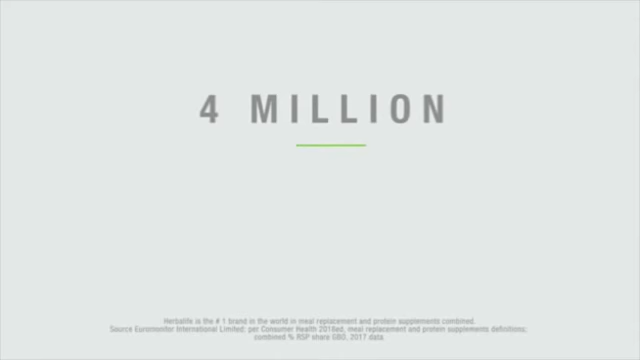 4 MILLION
Herbalife is the # 1 brand in the world in meal replacement and protein supplements combined.
Source Euromonitor International Limited; per Consumer Health 2018ed, meal replacement and protein supplements definitions;
combined % RSP share GBO, 2017 data